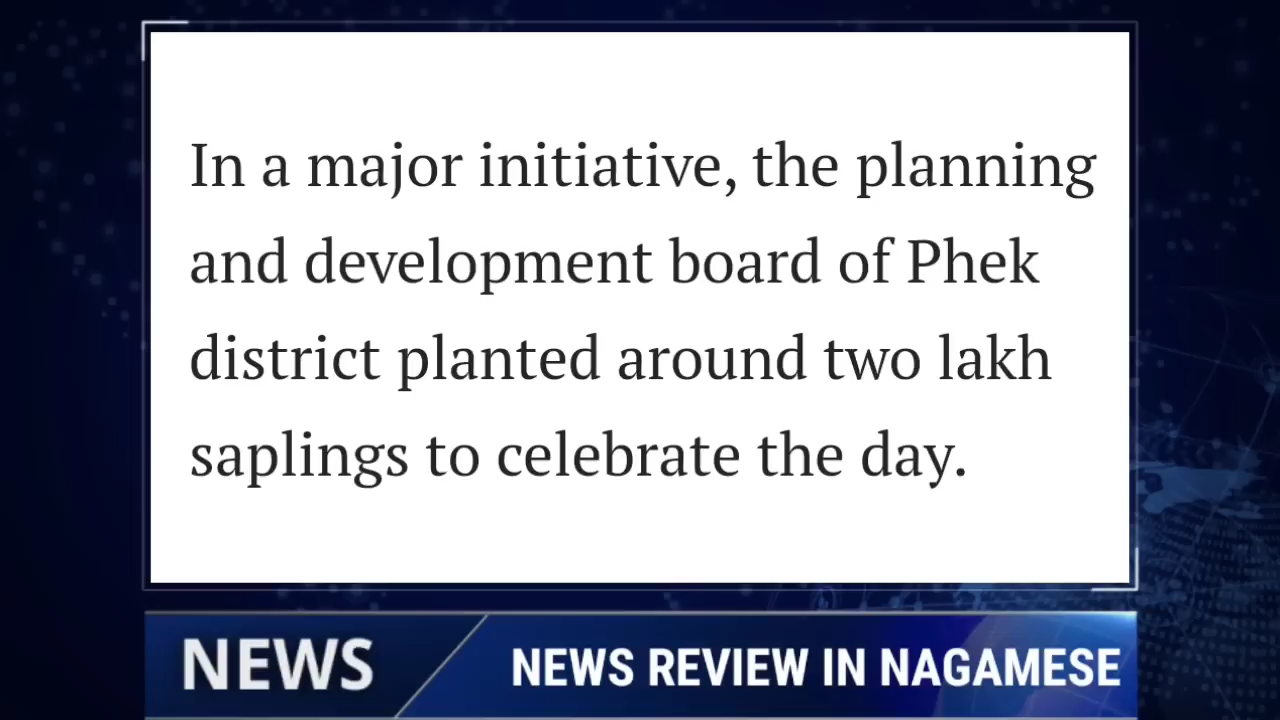 In a major initiative, the planning
and development board of Phek
district planted around two lakh
saplings to celebrate the day.
NEWS
NEWS REVIEW IN NAGAMESE